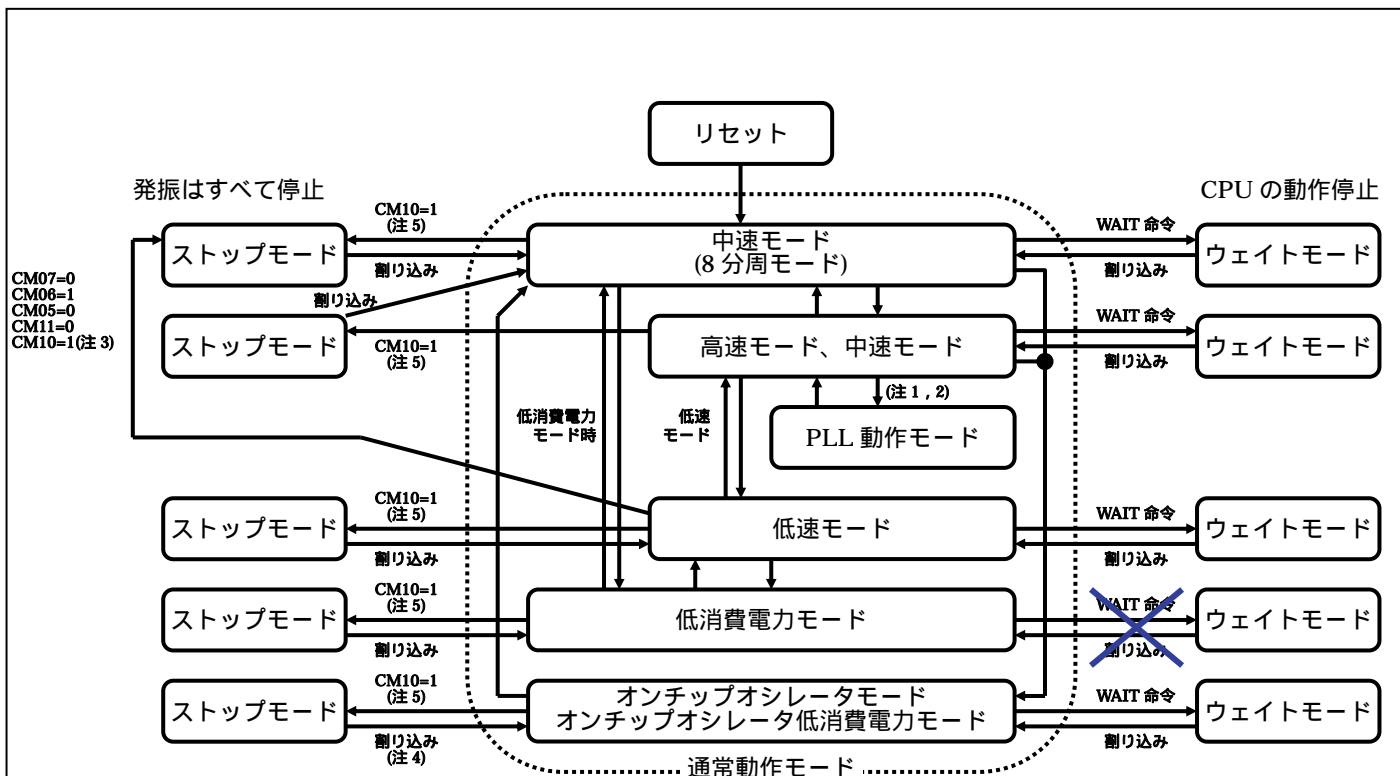 リセット
発振はすべて停止
CPU の動作停止
CM10=1
(注 5)
中速モード
(8 分周モード)
WAIT 命令
ストップモード
ウェイトモード
割り込み
割り込み
CM07=0
CM06=1
CM05=0
CM11=0
CM10=1(注 3)
割り込み
WAIT 命令
ストップモード
高速モード、中速モード
ウェイトモード
CM10=1
(注 5)
割り込み
低消費電力
モード時
低速
モード
(注 1 , 2)
PLL 動作モード
CM10=1
(注 5)
WAIT 命令
ストップモード
低速モード
ウェイトモード
割り込み
割り込み
CM10=1
(注 5)
WAIT 命令
ストップモード
低消費電力モード
ウェイトモード
割り込み
割り込み
CM10=1
(注 5)
オンチップオシレータモード
オンチップオシレータ低消費電力モード
WAIT 命令
ストップモード
ウェイトモード
割り込み
(注 4)
割り込み
通常動作モード